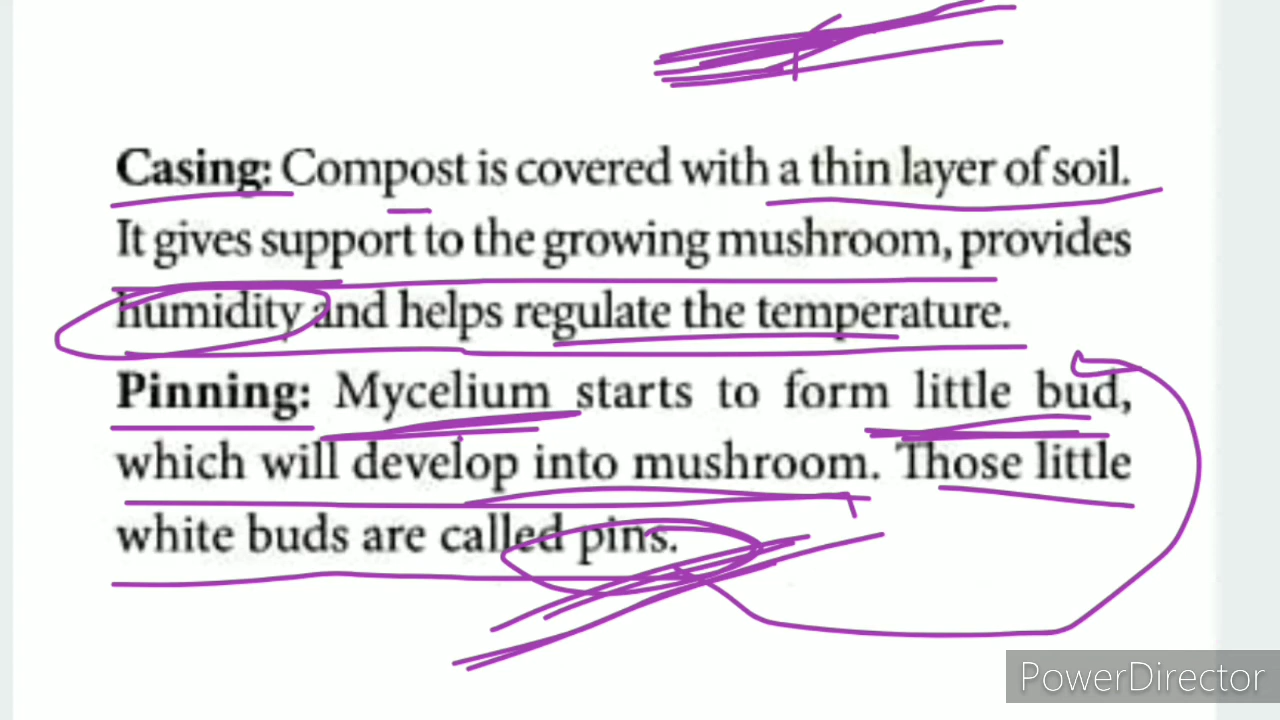 Casing: Compost is covered with a thin layer of soil.
It gives support to the growing mushroom, provides
humidity and helps regulate the temperature.
Pinning: Mycelium starts to form little bud,
which will develop into mushroom. Those little
white buds are called pins.
PowerDirector